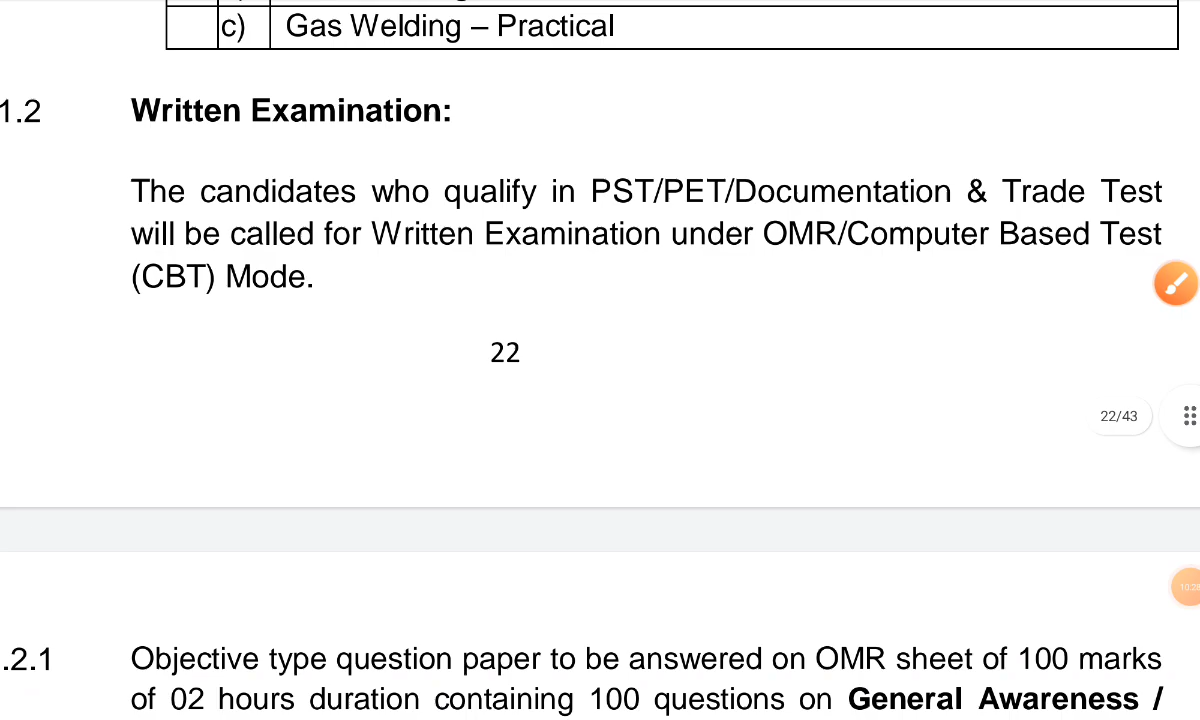 c) Gas Welding – Practical
1.2 Written Examination:
The candidates who qualify in PST/PET/Documentation & Trade Test
will be called for Written Examination under OMR/Computer Based Test
(CBT) Mode.
22
22/43
10:28
.2.1 Objective type question paper to be answered on OMR sheet of 100 marks
of 02 hours duration containing 100 questions on General Awareness /